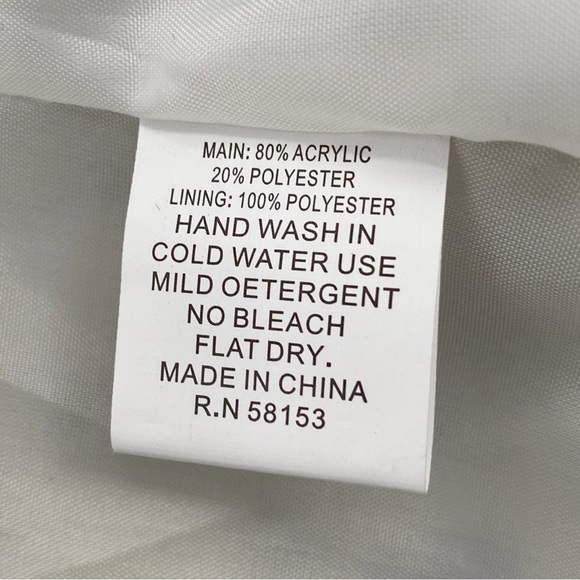 MAIN: 80% ACRYLIC
20% POLYESTER
LINING: 100% POLYESTER
HAND WASH IN
COLD WATER USE
MILD OETERGENT
NO BLEACH
FLAT DRY.
MADE IN CHINA
R.N 58153